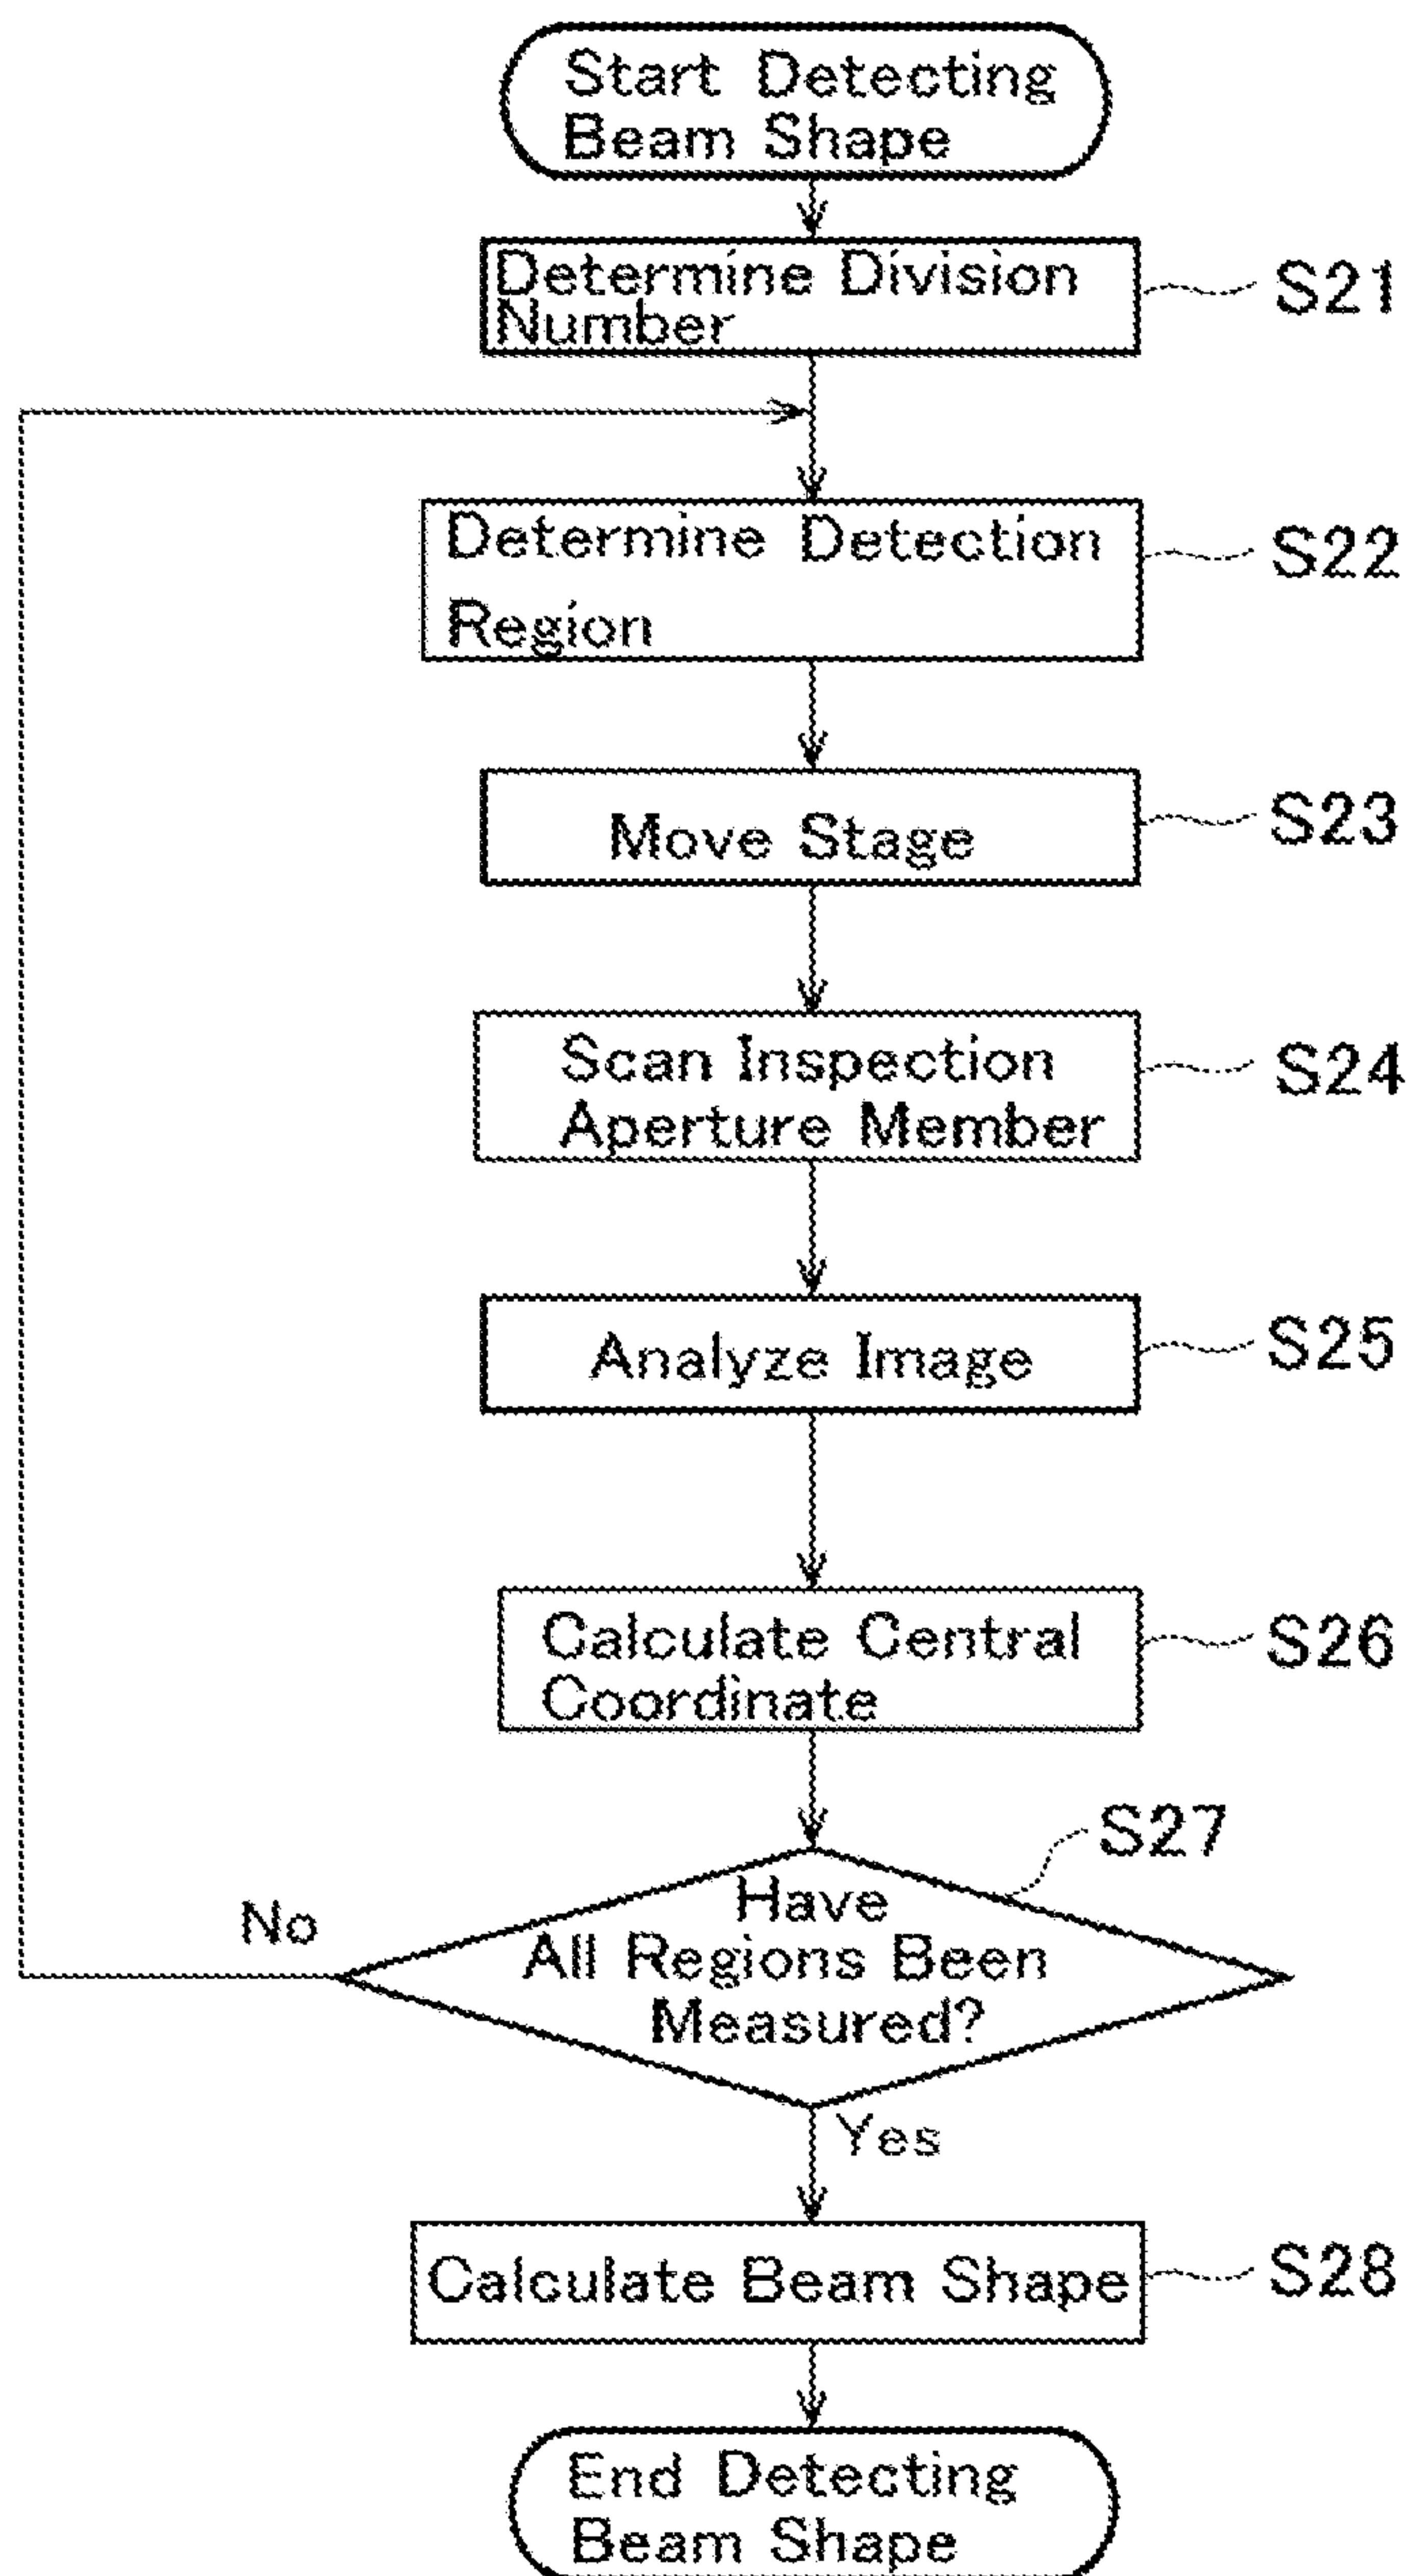 Start Detecting
Beam Shape
Determine Division
Number
S21
Determine Detection
Region
S22
Move Stage
S23
Scan Inspection
Aperture Member
S24
Analyze Image
S25
Calculate Central
Coordinate
S26
S27
Have
All Regions Been
Measured?
No
Yes
Calculate Beam Shape
S28
End Detecting
Beam Shape